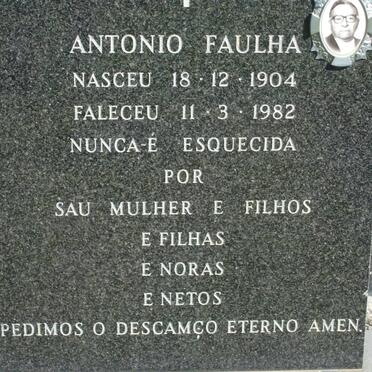 ANTONIO FAULHA
NASCEU 18·12·1904
FALECEU 11·3·1982
NUNCA-É ESQUECIDA
POR
SAU MULHER E FILHOS
E FILHAS
E NORAS
E NETOS
PEDIMOS O DESCAMÇO ETERNO AMEN.